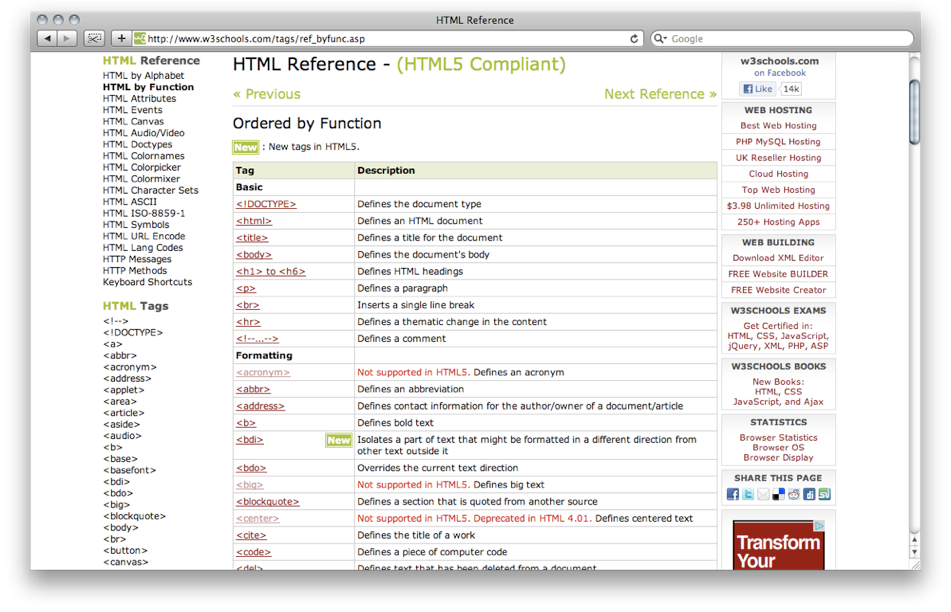 HTML Reference
http://www.w3schools.com/tags/ref_byfunc.asp
Google
HTML Reference
HTML by Alphabet
HTML by Function
HTML Attributes
HTML Events
HTML Canvas
HTML Audio/Video
HTML Doctypes
HTML Colornames
HTML Colorpicker
HTML Colormixer
HTML Character Sets
HTML ASCII
HTML ISO-8859-1
HTML Symbols
HTML URL Encode
HTML Lang Codes
HTTP Messages
HTTP Methods
Keyboard Shortcuts
HTML Tags
<!-->
<!DOCTYPE>
<a>
<abbr>
<acronym>
<address>
<applet>
<area>
<article>
<aside>
<audio>
<b>
<base>
<basefont>
<bdi>
<bdo>
<big>
<blockquote>
<body>
<br>
<button>
<canvas>
HTML Reference - (HTML5 Compliant)
« Previous Next Reference »
Ordered by Function
New : New tags in HTML5.
Tag Description
Basic
<!DOCTYPE> Defines the document type
<html> Defines an HTML document
<title> Defines a title for the document
<body> Defines the document's body
<h1> to <h6> Defines HTML headings
<p> Defines a paragraph
<br> Inserts a single line break
<hr> Defines a thematic change in the content
<!--...--> Defines a comment
Formatting
<acronym> Not supported in HTML5. Defines an acronym
<abbr> Defines an abbreviation
<address> Defines contact information for the author/owner of a document/article
<b> Defines bold text
<bdi> New Isolates a part of text that might be formatted in a different direction from
other text outside it
<bdo> Overrides the current text direction
<big> Not supported in HTML5. Defines big text
<blockquote> Defines a section that is quoted from another source
<center> Not supported in HTML5. Deprecated in HTML 4.01. Defines centered text
<cite> Defines the title of a work
<code> Defines a piece of computer code
<del> Defines text that has been deleted from a document
w3schools.com
on Facebook
Like 14k
WEB HOSTING
Best Web Hosting
PHP MySQL Hosting
UK Reseller Hosting
Cloud Hosting
Top Web Hosting
$3.98 Unlimited Hosting
250+ Hosting Apps
WEB BUILDING
Download XML Editor
FREE Website BUILDER
FREE Website Creator
W3SCHOOLS EXAMS
Get Certified in:
HTML, CSS, JavaScript,
jQuery, XML, PHP, ASP
W3SCHOOLS BOOKS
New Books:
HTML, CSS
JavaScript, and Ajax
STATISTICS
Browser Statistics
Browser OS
Browser Display
SHARE THIS PAGE
Transform
Your